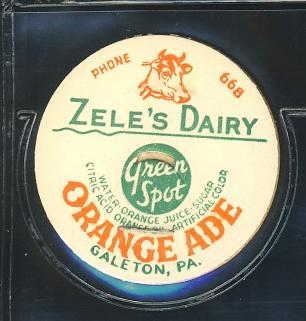 PHONE 899
ZELE'S DAIRY
Green
Spot
WATER-ORANGE JUICE-SUGAR
CITRIC ACID ORANGE OIL ARTIFICIAL COLOR
ORANGE ADE
GALETON, PA.